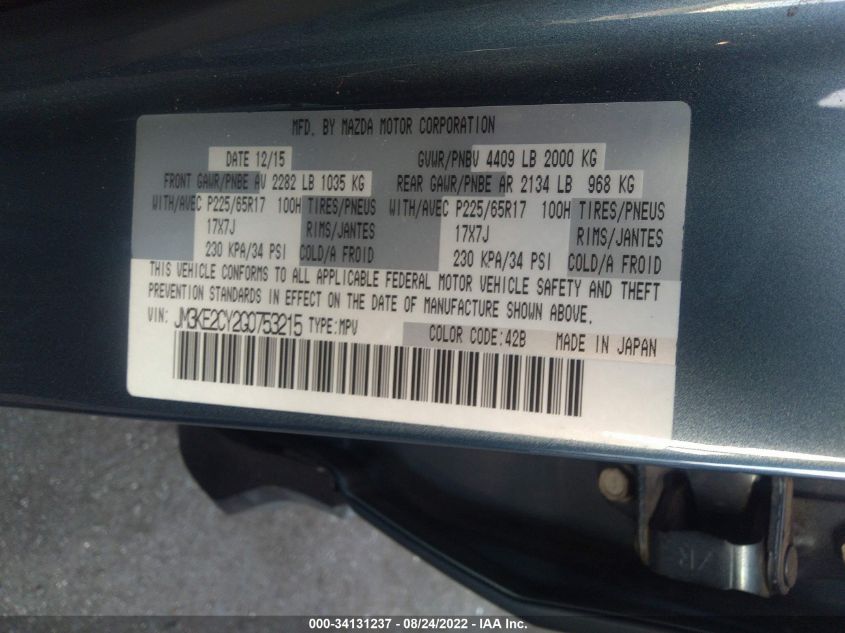 MFD. BY MAZDA MOTOR CORPORATION
DATE 12/15 GVWR/PNBV 4409 LB 2000 KG
FRONT GAWR/PNBE AV 2282 LB 1035 KG REAR GAWR/PNBE AR 2134 LB 968 KG
WITH/AVEC P225/65R17 100H TIRES/PNEUS WITH/AVEC P225/65R17 100H TIRES/PNEUS
17X7J RIMS/JANTES 17X7J RIMS/JANTES
230 KPA/34 PSI COLD/A FROID 230 KPA/34 PSI COLD/A FROID
THIS VEHICLE CONFORMS TO ALL APPLICABLE FEDERAL MOTOR VEHICLE SAFETY AND THEFT
PREVENTION STANDARDS IN EFFECT ON THE DATE OF MANUFACTURE SHOWN ABOVE.
VIN: JM3KE2CY2G0753215 TYPE:MPV COLOR CODE:42B MADE IN JAPAN
000-34131237 - 08/24/2022 - IAA Inc.